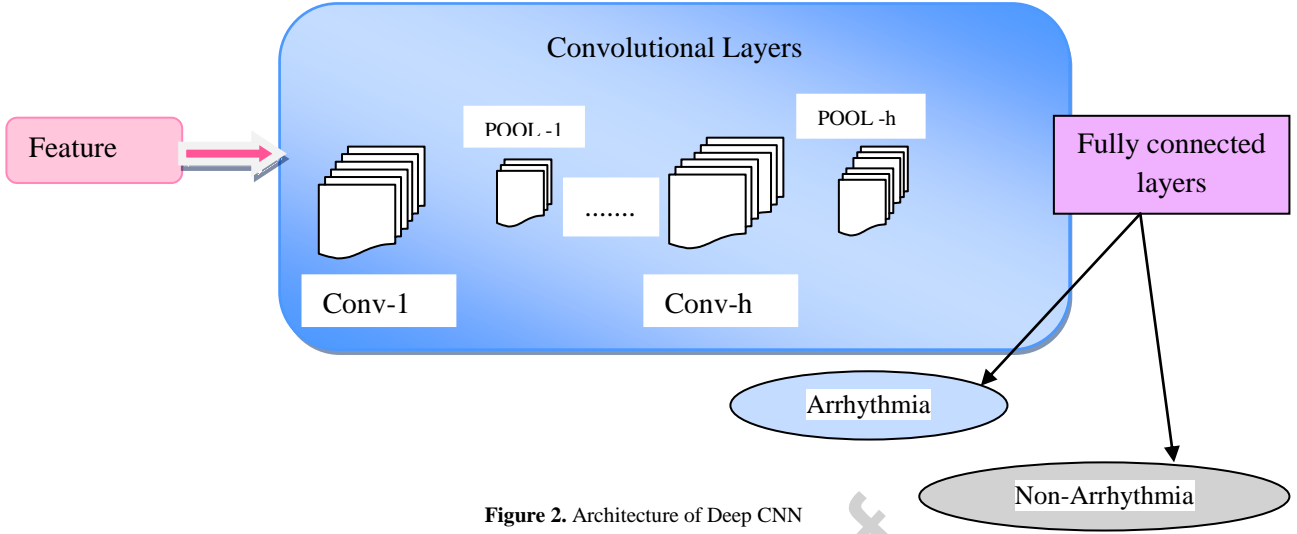 Convolutional Layers
Feature
POOL -1
POOL -h
Fully connected
layers
.......
Conv-1
Conv-h
Arrhythmia
Non-Arrhythmia
Figure 2. Architecture of Deep CNN
f